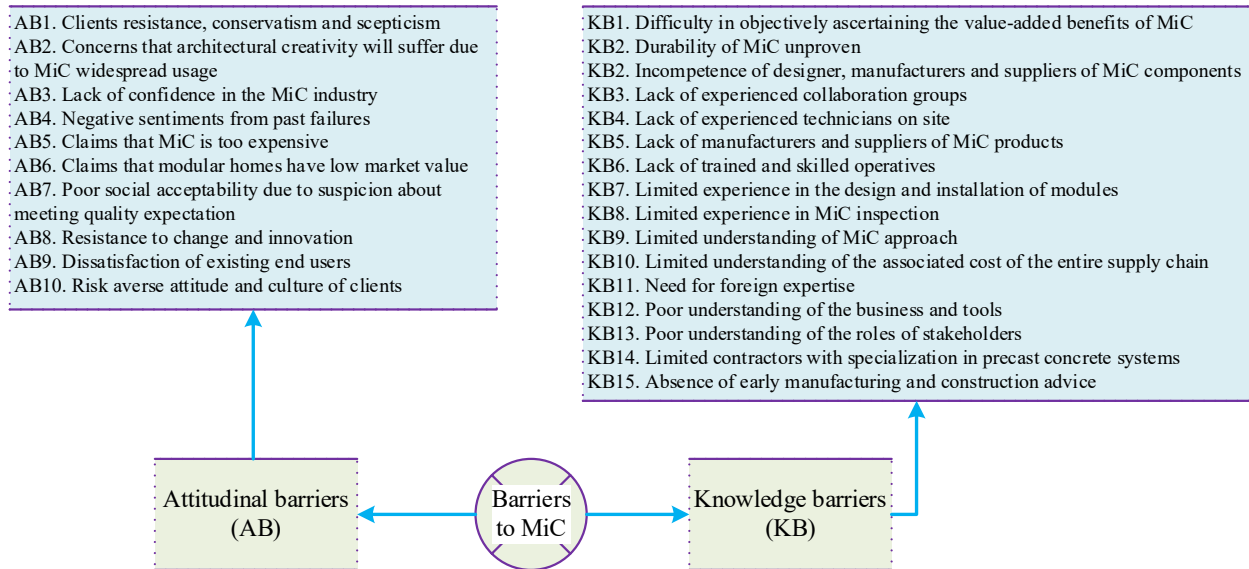 AB1. Clients resistance, conservatism and scepticism
AB2. Concerns that architectural creativity will suffer due
to MiC widespread usage
AB3. Lack of confidence in the MiC industry
AB4. Negative sentiments from past failures
AB5. Claims that MiC is too expensive
AB6. Claims that modular homes have low market value
AB7. Poor social acceptability due to suspicion about
meeting quality expectation
AB8. Resistance to change and innovation
AB9. Dissatisfaction of existing end users
AB10. Risk averse attitude and culture of clients
KB1. Difficulty in objectively ascertaining the value-added benefits of MiC
KB2. Durability of MiC unproven
KB2. Incompetence of designer, manufacturers and suppliers of MiC components
KB3. Lack of experienced collaboration groups
KB4. Lack of experienced technicians on site
KB5. Lack of manufacturers and suppliers of MiC products
KB6. Lack of trained and skilled operatives
KB7. Limited experience in the design and installation of modules
KB8. Limited experience in MiC inspection
KB9. Limited understanding of MiC approach
KB10. Limited understanding of the associated cost of the entire supply chain
KB11. Need for foreign expertise
KB12. Poor understanding of the business and tools
KB13. Poor understanding of the roles of stakeholders
KB14. Limited contractors with specialization in precast concrete systems
KB15. Absence of early manufacturing and construction advice
Attitudinal barriers
(AB)
Barriers
to MiC
Knowledge barriers
(KB)